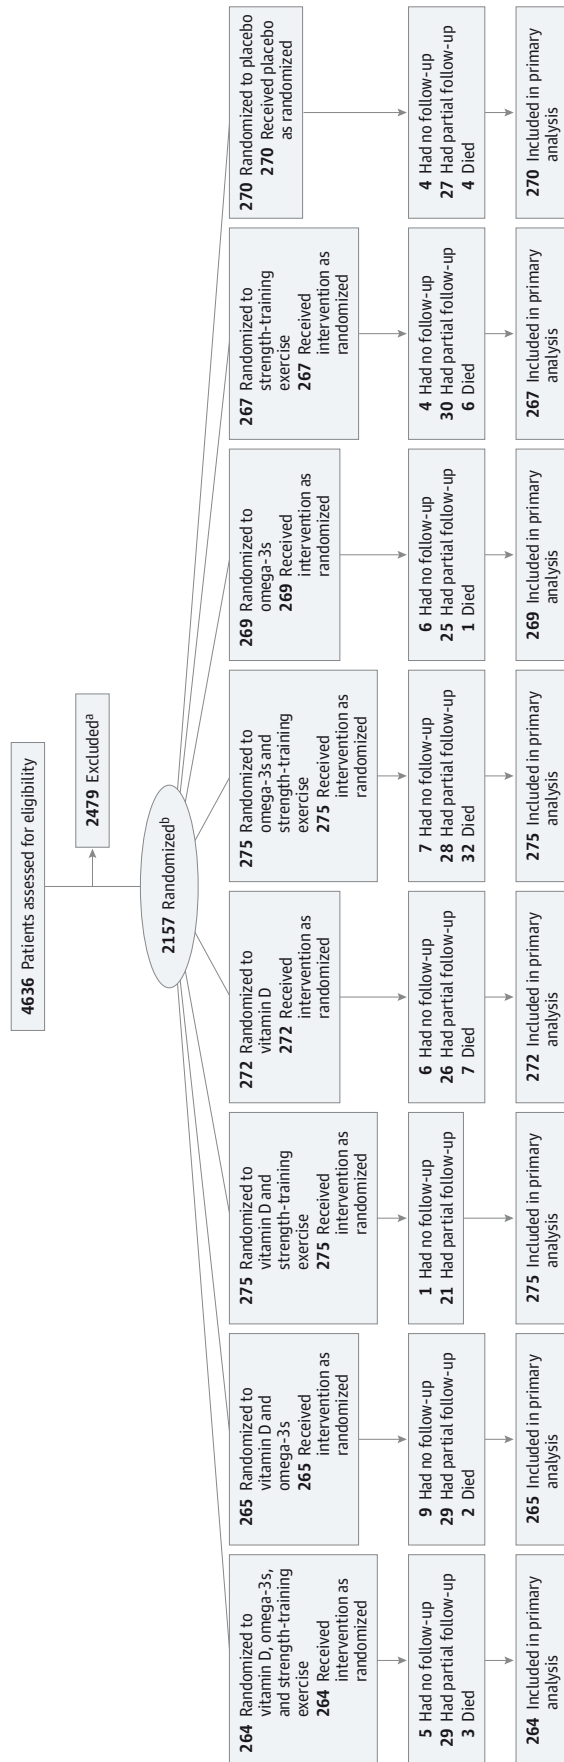 4636 Patients assessed for eligibility
2479 Excludedᵃ
2157 Randomizedᵇ
264 Randomized to
vitamin D, omega-3s,
and strength-training
exercise
264 Received
intervention as
randomized
265 Randomized to
vitamin D and
omega-3s
265 Received
intervention as
randomized
275 Randomized to
vitamin D and
strength-training
exercise
275 Received
intervention as
randomized
272 Randomized to
vitamin D
272 Received
intervention as
randomized
275 Randomized to
omega-3s and
strength-training
exercise
275 Received
intervention as
randomized
269 Randomized to
omega-3s
269 Received
intervention as
randomized
267 Randomized to
strength-training
exercise
267 Received
intervention as
randomized
270 Randomized to placebo
270 Received placebo
as randomized
5 Had no follow-up
29 Had partial follow-up
3 Died
9 Had no follow-up
29 Had partial follow-up
2 Died
1 Had no follow-up
21 Had partial follow-up
6 Had no follow-up
26 Had partial follow-up
7 Died
7 Had no follow-up
28 Had partial follow-up
32 Died
6 Had no follow-up
25 Had partial follow-up
1 Died
4 Had no follow-up
30 Had partial follow-up
6 Died
4 Had no follow-up
27 Had partial follow-up
4 Died
264 Included in primary
analysis
265 Included in primary
analysis
275 Included in primary
analysis
272 Included in primary
analysis
275 Included in primary
analysis
269 Included in primary
analysis
267 Included in primary
analysis
270 Included in primary
analysis